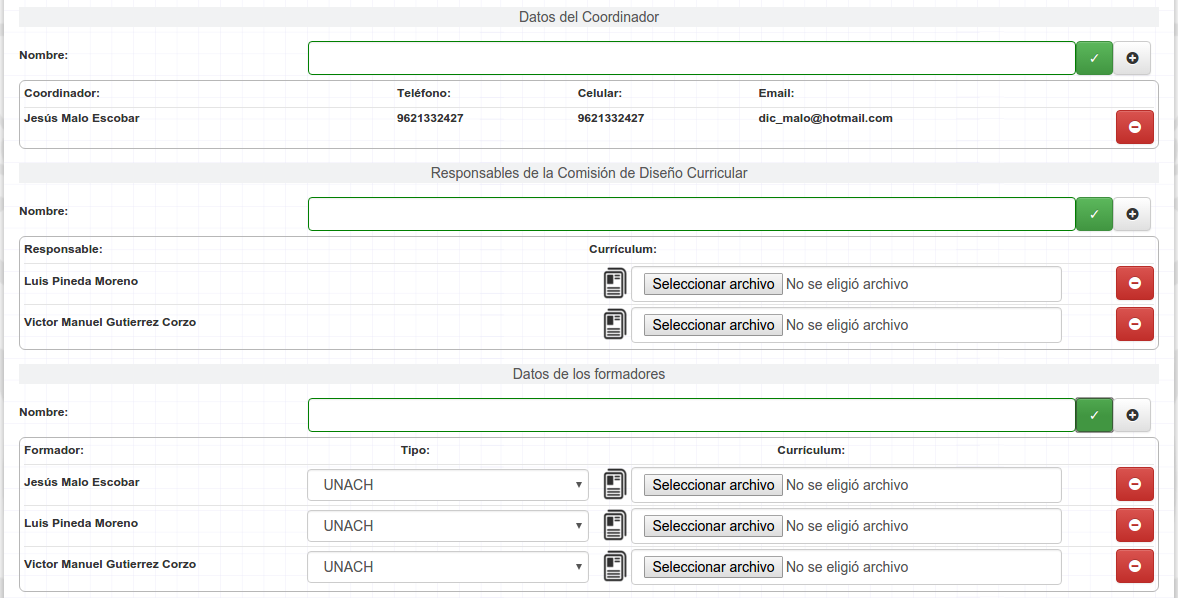 Datos del Coordinador
Nombre:
✓
Coordinador: Teléfono: Celular: Email:
Jesús Malo Escobar 9621332427 9621332427 dic_malo@hotmail.com
Responsables de la Comisión de Diseño Curricular
Nombre:
✓
Responsable: Currículum:
Luis Pineda Moreno Seleccionar archivo No se eligió archivo
Victor Manuel Gutierrez Corzo Seleccionar archivo No se eligió archivo
Datos de los formadores
Nombre:
✓
Formador: Tipo: Currículum:
Jesús Malo Escobar UNACH Seleccionar archivo No se eligió archivo
Luis Pineda Moreno UNACH Seleccionar archivo No se eligió archivo
Victor Manuel Gutierrez Corzo UNACH Seleccionar archivo No se eligió archivo